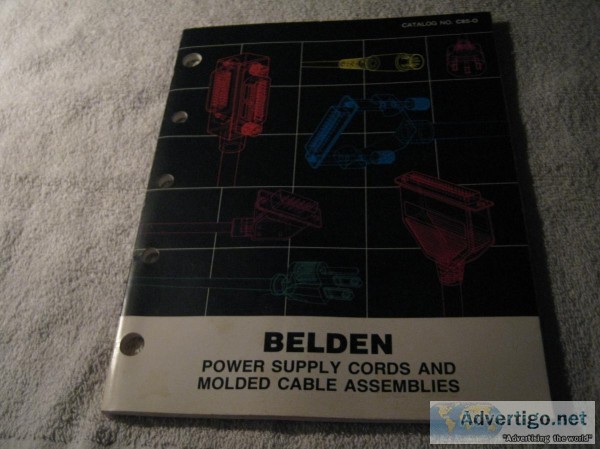 CATALOG NO. C85-D
BELDEN
POWER SUPPLY CORDS AND
MOLDED CABLE ASSEMBLIES
Advertigo.net
"Advertising the world"